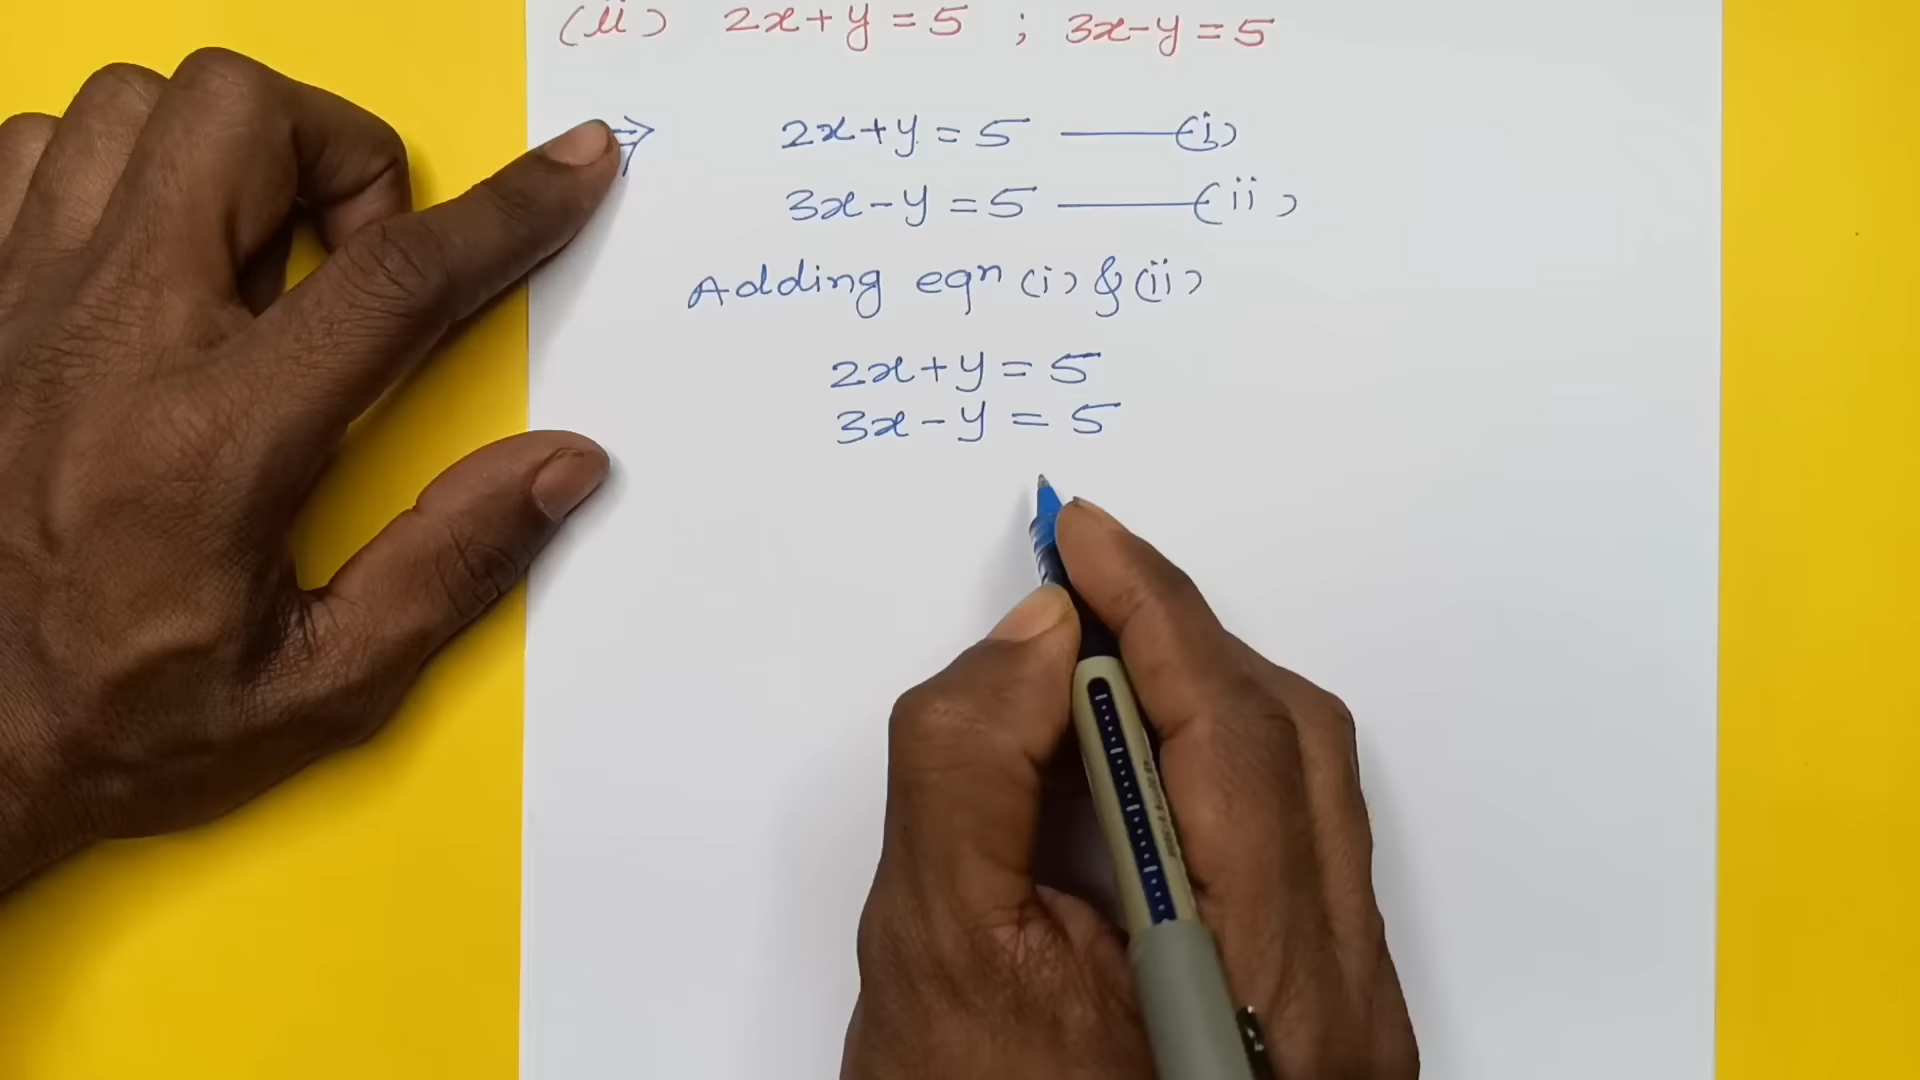 (ii) 2x+y=5 ; 3x-y=5
⇒ 2x+y=5 ——(i)
3x-y=5 ——(ii)
Adding eqn (i) & (ii)
2x+y=5
3x-y=5